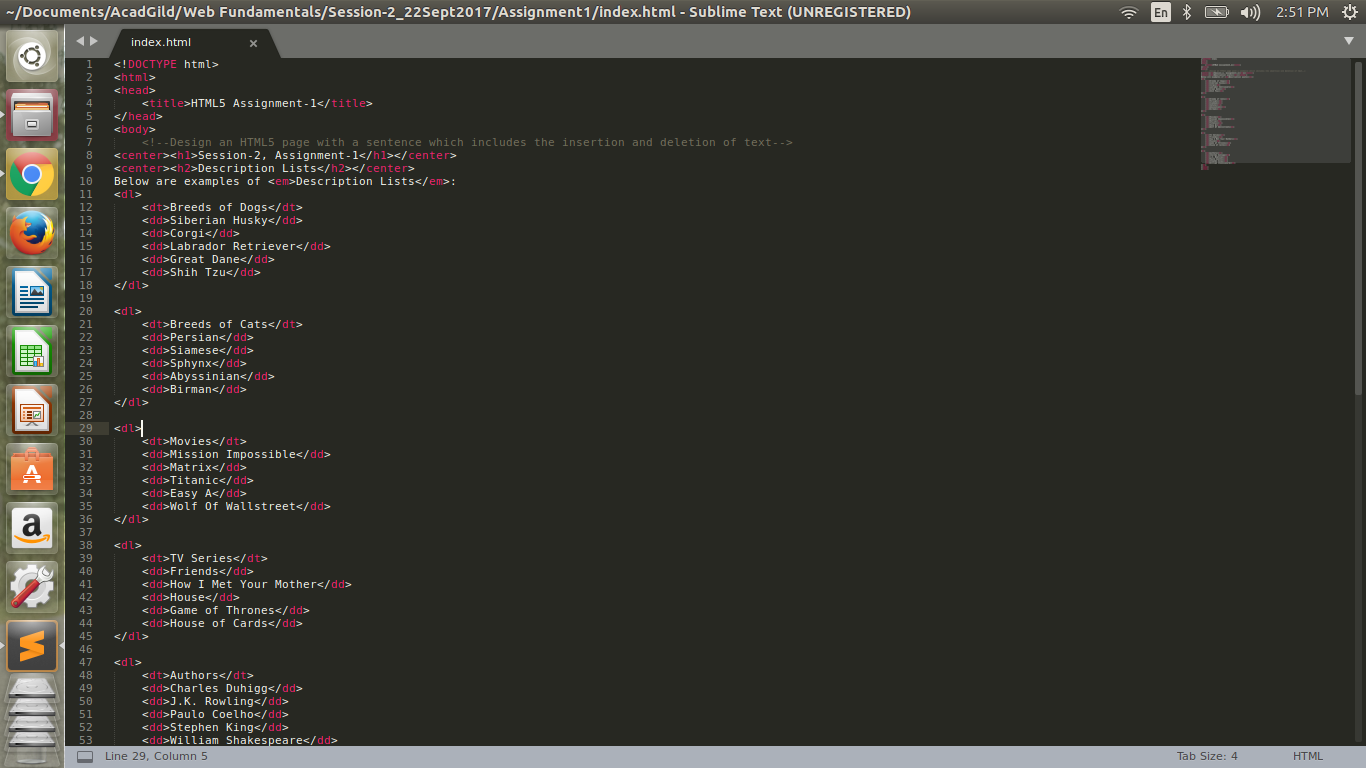 ~/Documents/AcadGild/Web Fundamentals/Session-2_22Sept2017/Assignment1/index.html - Sublime Text (UNREGISTERED)
En
2:51 PM
index.html
1 <!DOCTYPE html>
2 <html>
3 <head>
4 <title>HTML5 Assignment-1</title>
5 </head>
6 <body>
7 <!--Design an HTML5 page with a sentence which includes the insertion and deletion of text-->
8 <center><h1>Session-2, Assignment-1</h1></center>
9 <center><h2>Description Lists</h2></center>
10 Below are examples of <em>Description Lists</em>:
11 <dl>
12 <dt>Breeds of Dogs</dt>
13 <dd>Siberian Husky</dd>
14 <dd>Corgi</dd>
15 <dd>Labrador Retriever</dd>
16 <dd>Great Dane</dd>
17 <dd>Shih Tzu</dd>
18 </dl>
19
20 <dl>
21 <dt>Breeds of Cats</dt>
22 <dd>Persian</dd>
23 <dd>Siamese</dd>
24 <dd>Sphynx</dd>
25 <dd>Abyssinian</dd>
26 <dd>Birman</dd>
27 </dl>
28
29 <dl>
30 <dt>Movies</dt>
31 <dd>Mission Impossible</dd>
32 <dd>Matrix</dd>
33 <dd>Titanic</dd>
34 <dd>Easy A</dd>
35 <dd>Wolf Of Wallstreet</dd>
36 </dl>
37
38 <dl>
39 <dt>TV Series</dt>
40 <dd>Friends</dd>
41 <dd>How I Met Your Mother</dd>
42 <dd>House</dd>
43 <dd>Game of Thrones</dd>
44 <dd>House of Cards</dd>
45 </dl>
46
47 <dl>
48 <dt>Authors</dt>
49 <dd>Charles Duhigg</dd>
50 <dd>J.K. Rowling</dd>
51 <dd>Paulo Coelho</dd>
52 <dd>Stephen King</dd>
53 <dd>William Shakespeare</dd>
Line 29, Column 5
Tab Size: 4
HTML